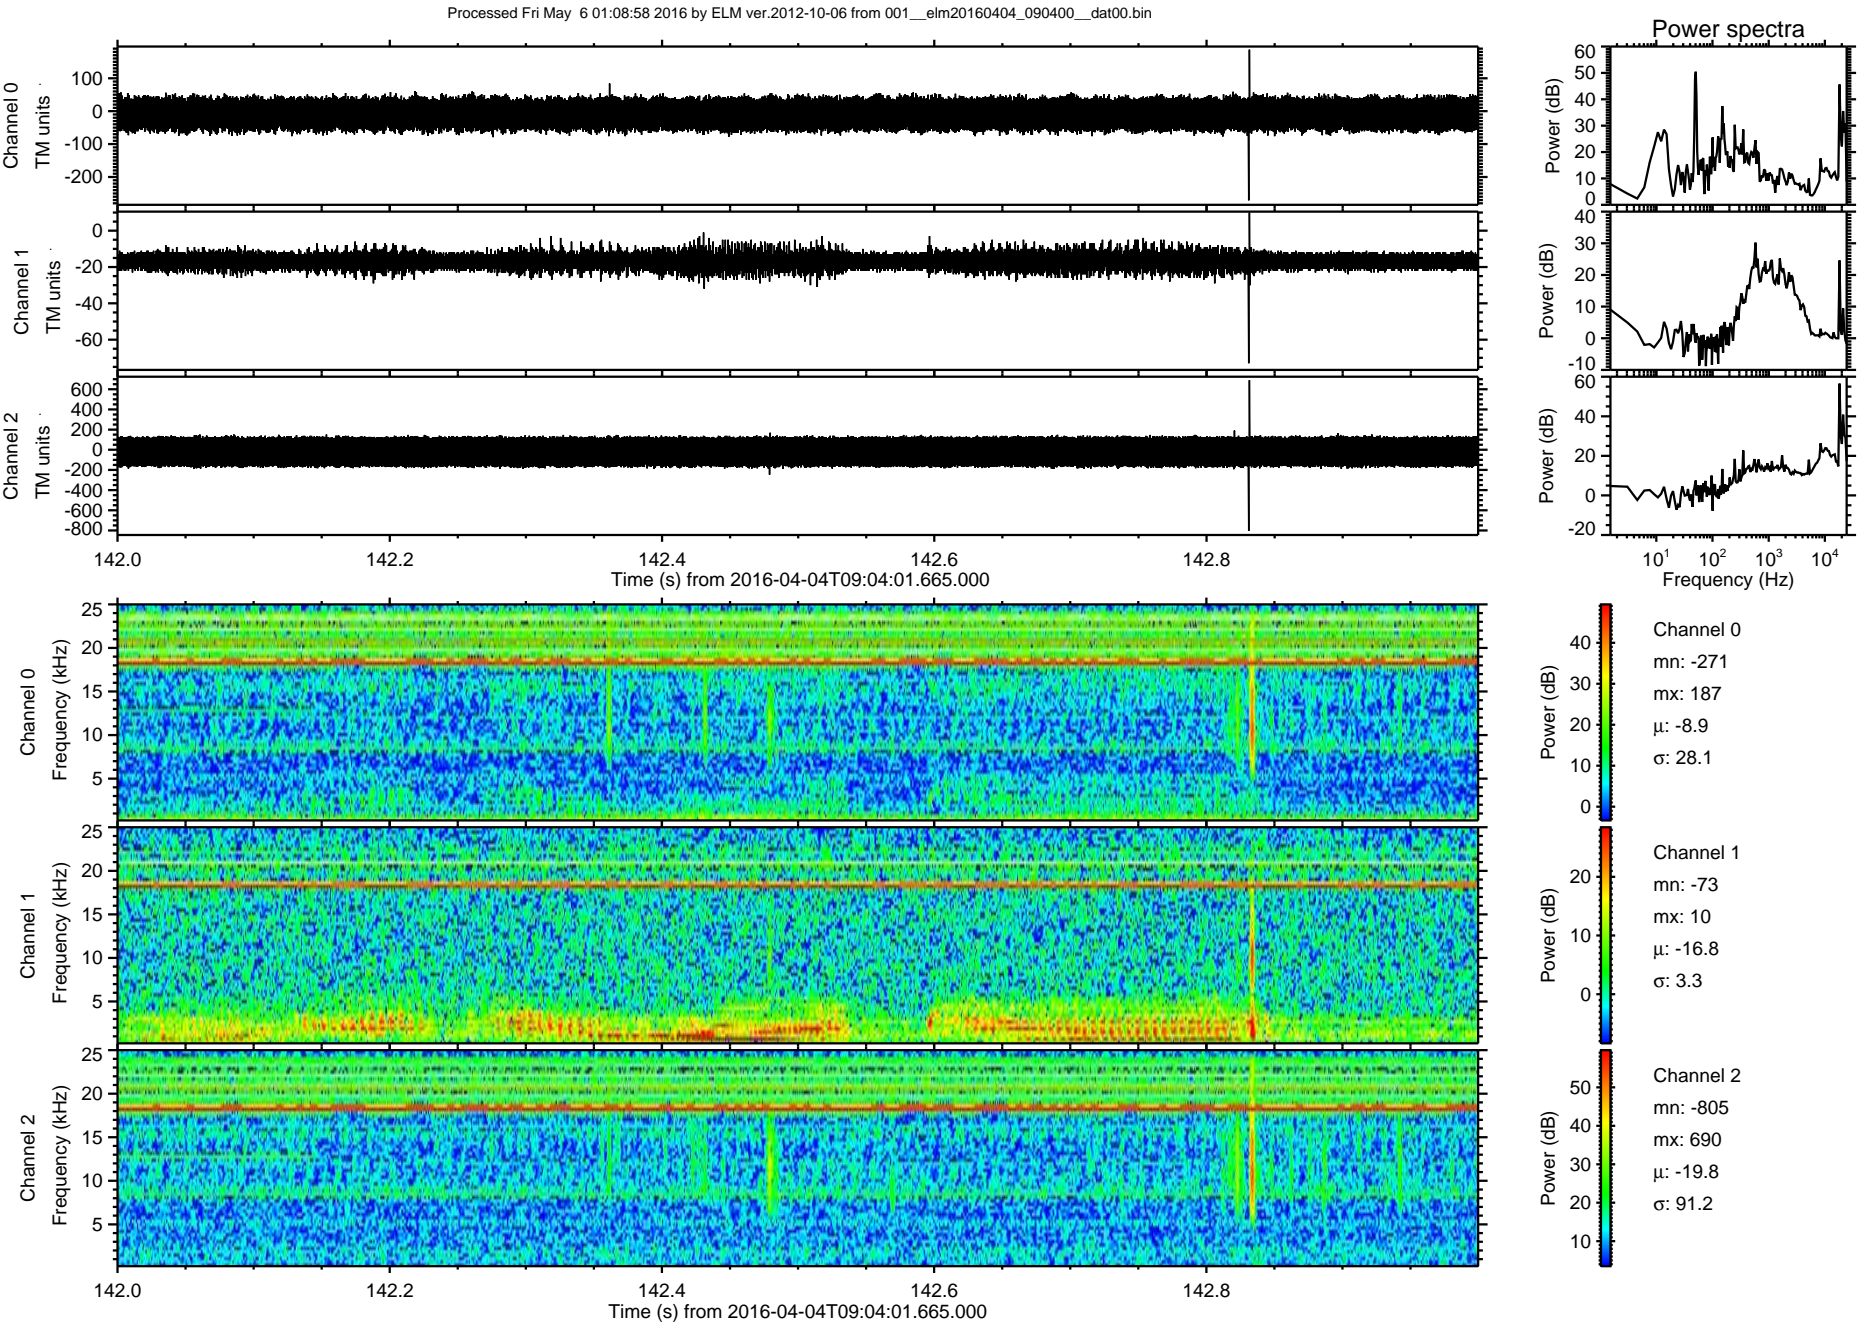 Processed Fri May  6 01:08:58 2016 by ELM ver.2012-10-06 from 001__elm20160404_090400__dat00.bin
Power spectra
Channel 0
TM units
100
0
-100
-200
Power (dB)
60
50
40
30
20
10
0
Channel 1
TM units
0
-20
-40
-60
Power (dB)
40
30
20
10
0
-10
Channel 2
TM units
600
400
200
0
-200
-400
-600
-800
Power (dB)
60
40
20
0
-20
142.0 142.2 142.4 142.6 142.8
Time (s) from 2016-04-04T09:04:01.665.000
10¹ 10² 10³ 10⁴
Frequency (Hz)
Channel 0
Frequency (kHz)
25
20
15
10
5
Power (dB)
40
30
20
10
0
Channel 0
mn: -271
mx: 187
μ: -8.9
σ: 28.1
Channel 1
Frequency (kHz)
25
20
15
10
5
Power (dB)
20
10
0
Channel 1
mn: -73
mx: 10
μ: -16.8
σ: 3.3
Channel 2
Frequency (kHz)
25
20
15
10
5
Power (dB)
50
40
30
20
10
Channel 2
mn: -805
mx: 690
μ: -19.8
σ: 91.2
142.0 142.2 142.4 142.6 142.8
Time (s) from 2016-04-04T09:04:01.665.000